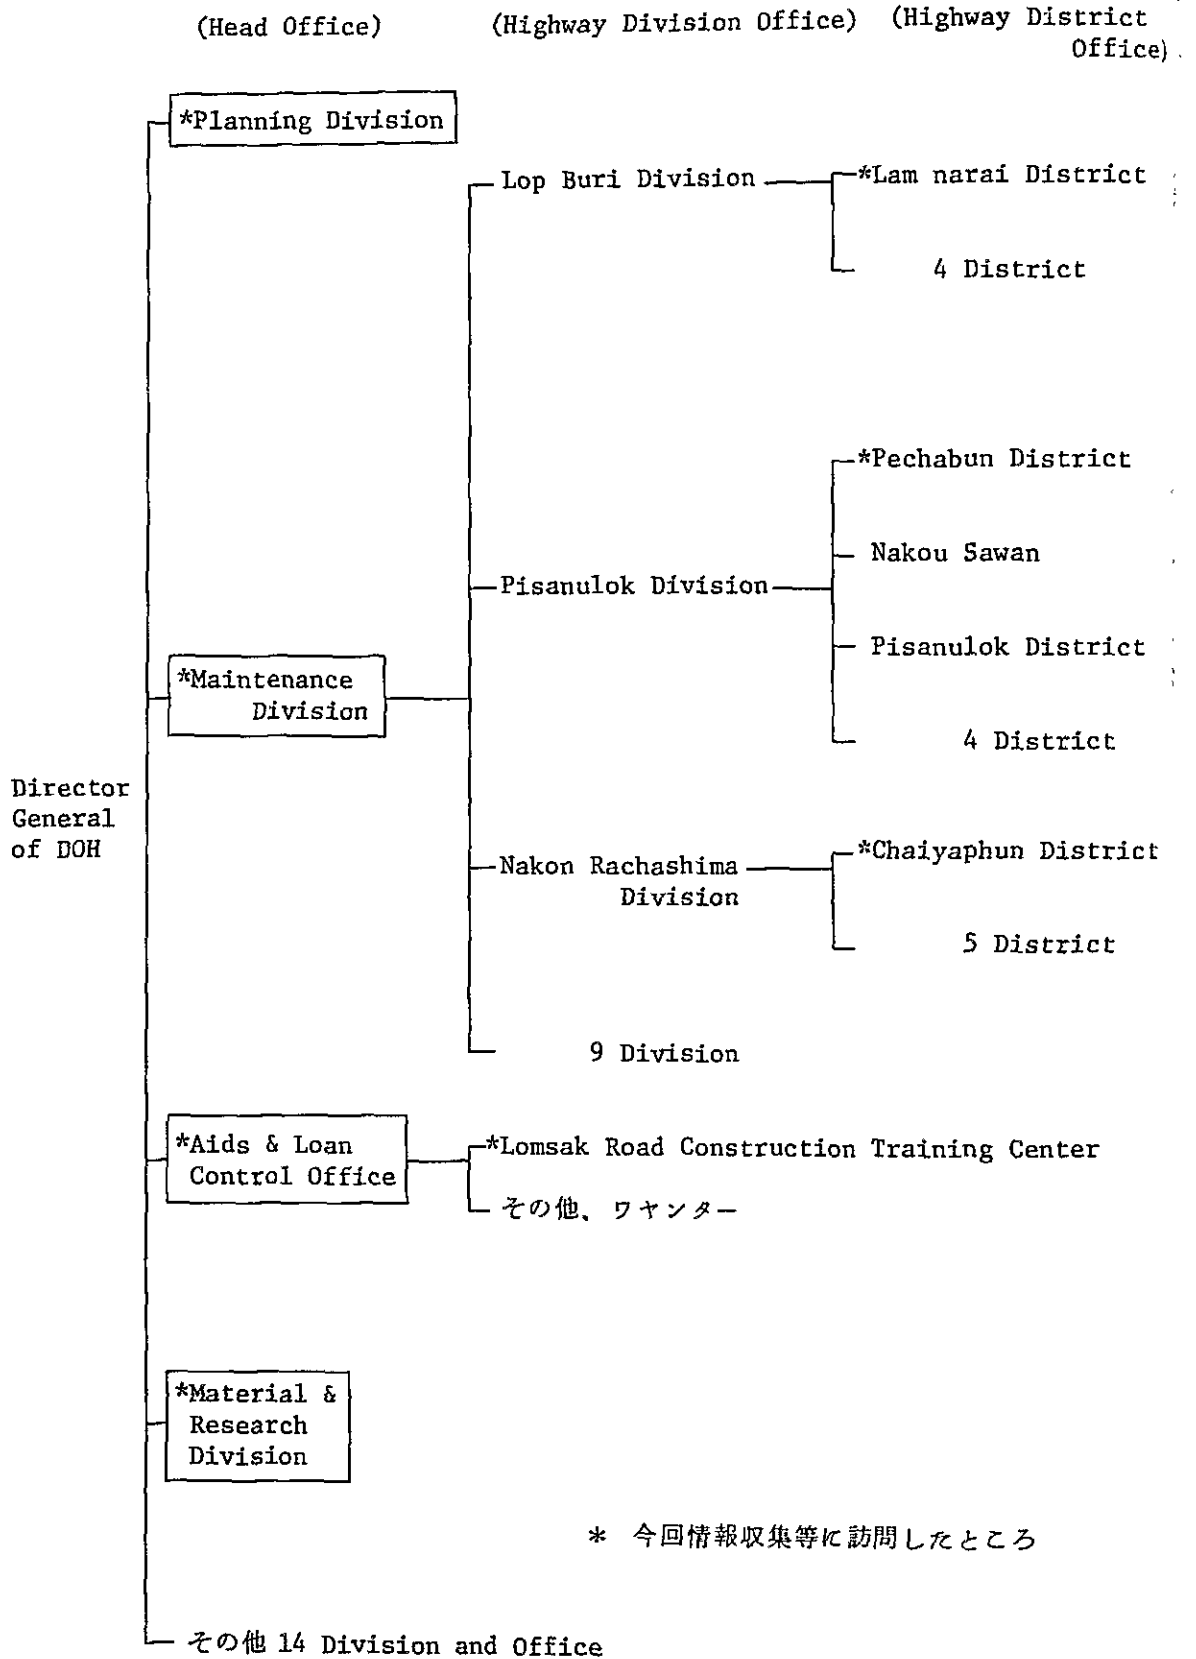 (Head Office)
(Highway Division Office)
(Highway District
Office)
*Planning Division
Lop Buri Division
*Lam narai District
4 District
*Pechabun District
Nakou Sawan
Pisanulok Division
Pisanulok District
*Maintenance
Division
4 District
Director
General
of DOH
*Chaiyaphun District
Nakon Rachashima
Division
5 District
9 Division
*Aids & Loan
Control Office
*Lomsak Road Construction Training Center
その他、ワヤンター
*Material &
Research
Division
* 今回情報収集等に訪問したところ
その他 14 Division and Office